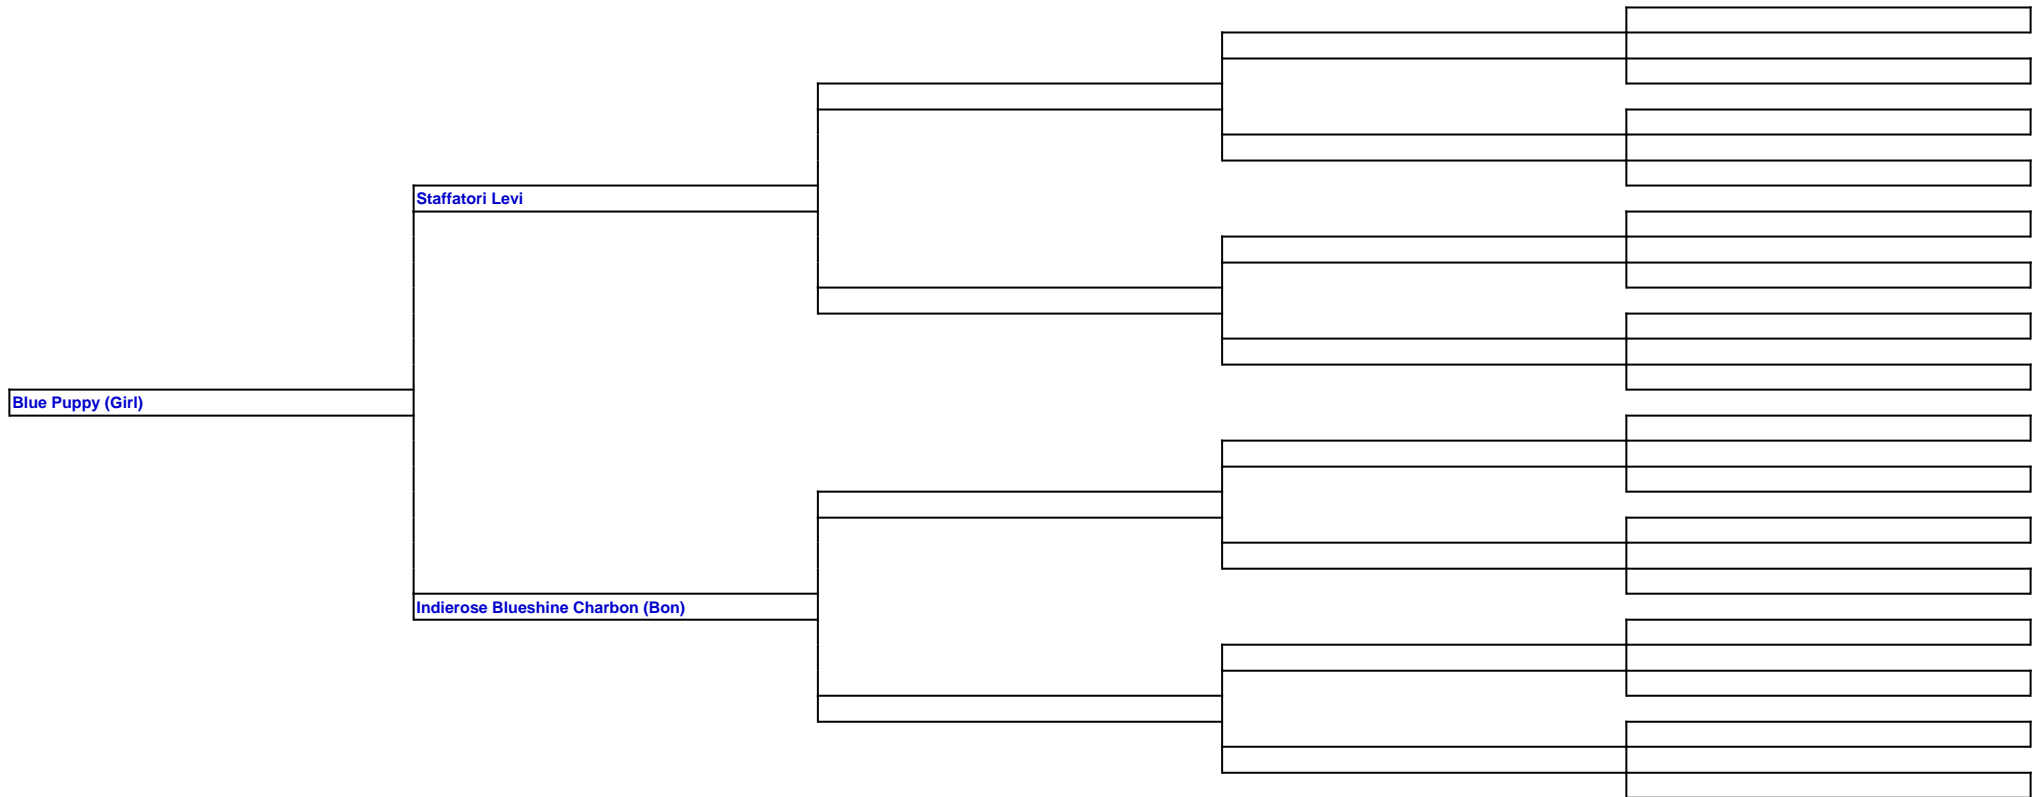 Staffatori Levi
Blue Puppy (Girl)
Indierose Blueshine Charbon (Bon)